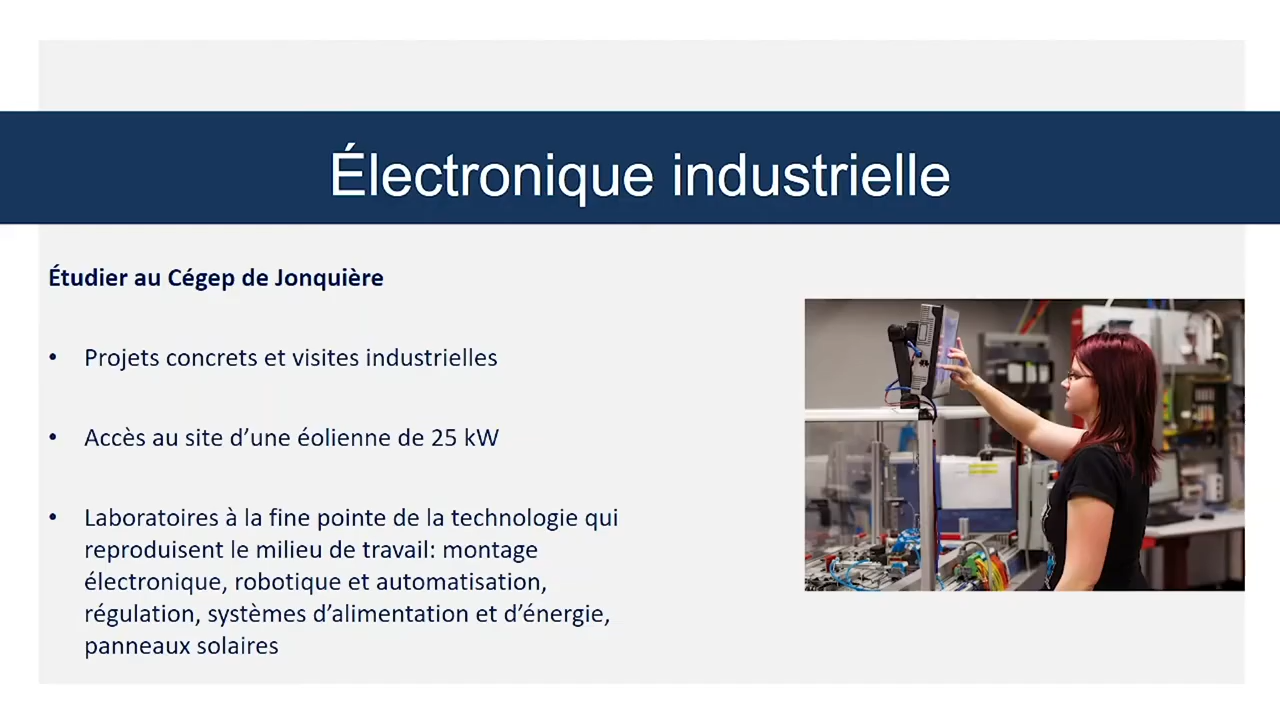 Électronique industrielle
Étudier au Cégep de Jonquière
• Projets concrets et visites industrielles
• Accès au site d’une éolienne de 25 kW
• Laboratoires à la fine pointe de la technologie qui
reproduisent le milieu de travail: montage
électronique, robotique et automatisation,
régulation, systèmes d’alimentation et d’énergie,
panneaux solaires